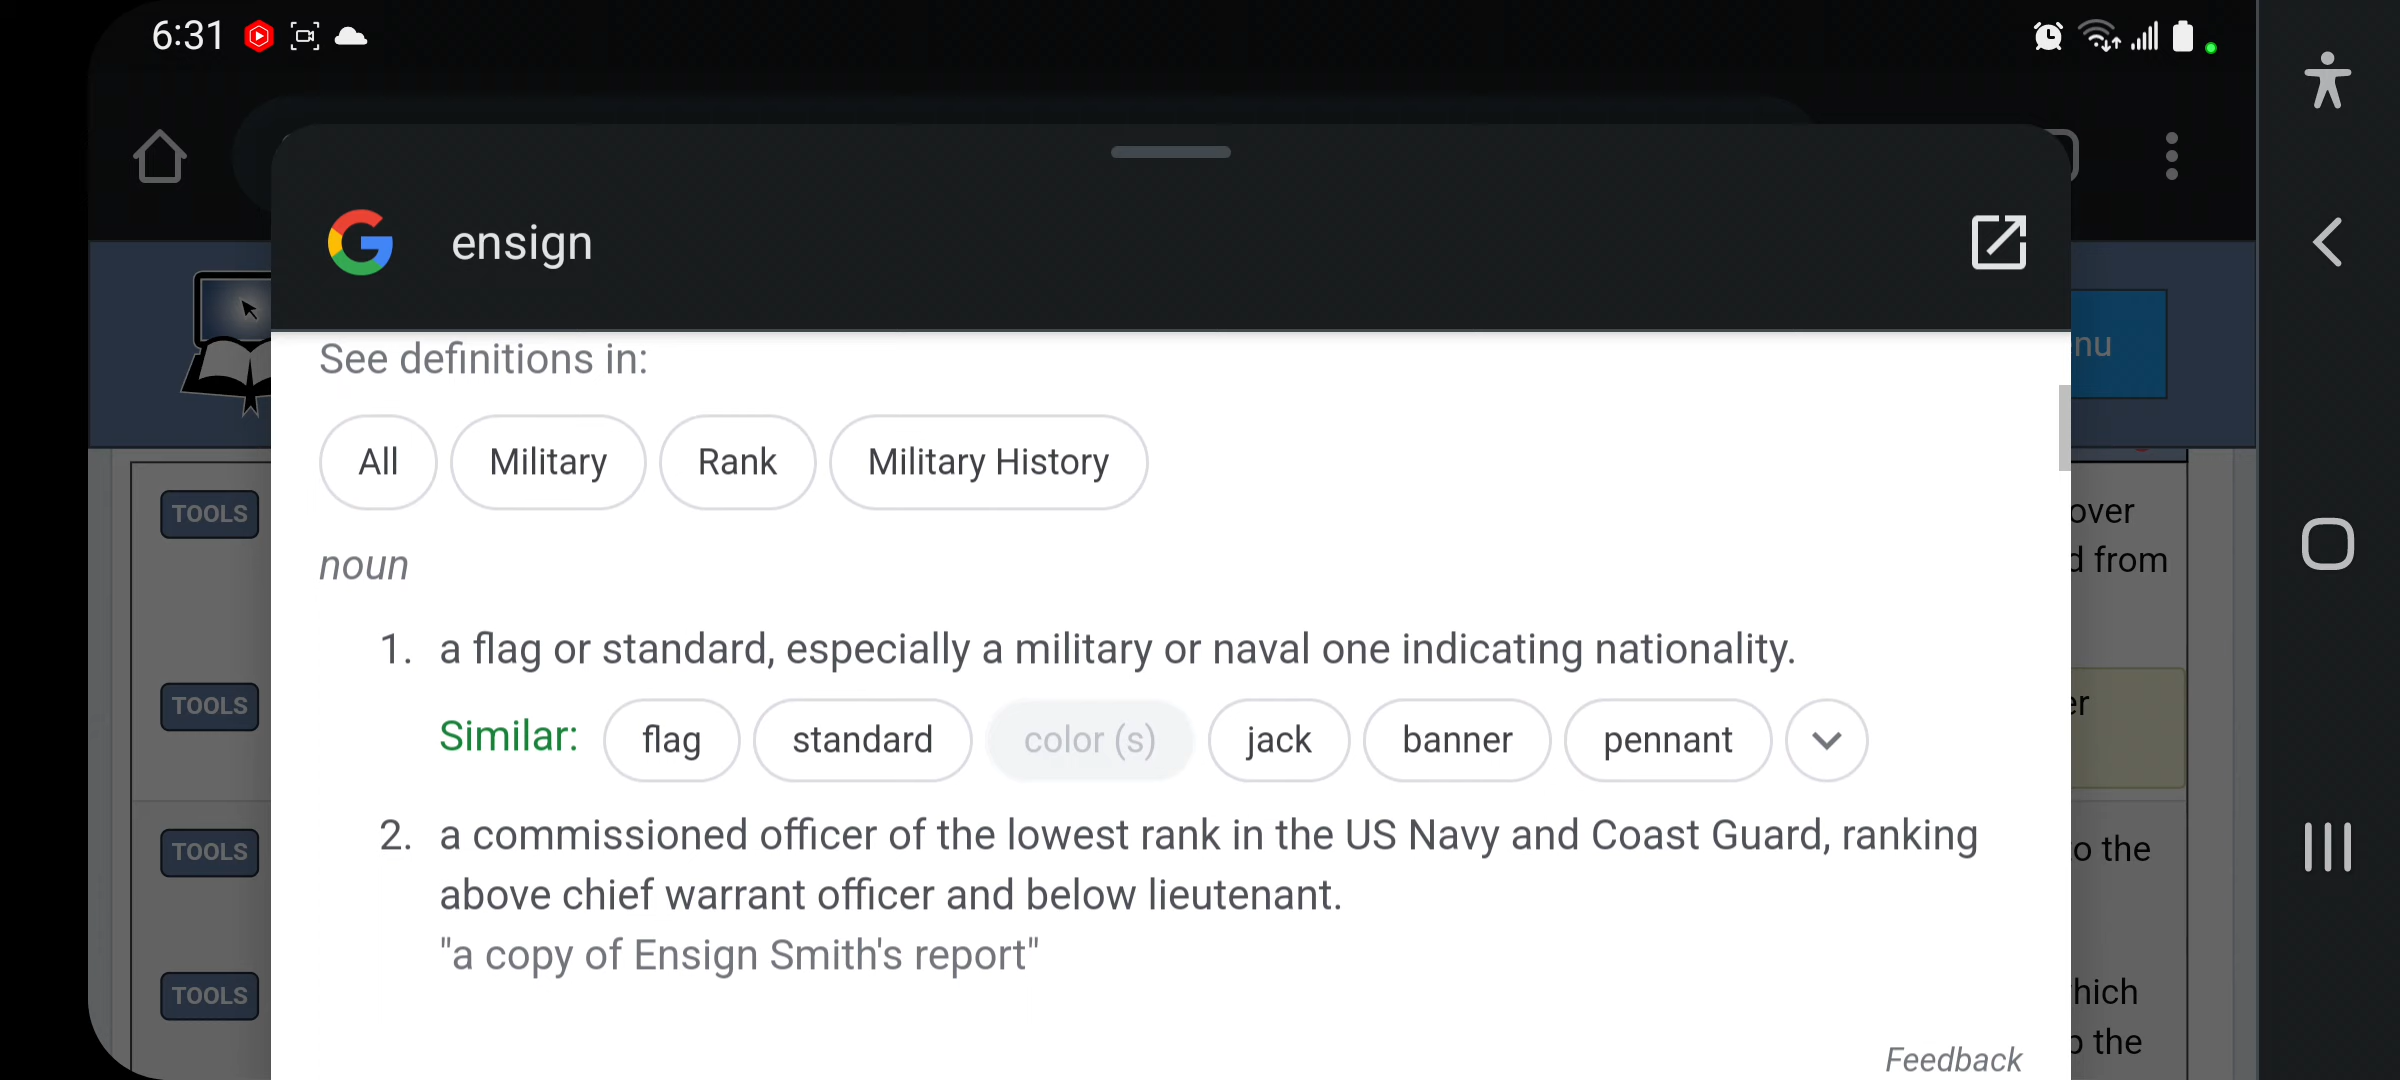 6:31
ensign
nu
See definitions in:
All Military Rank Military History
TOOLS
over
d from
noun
1. a flag or standard, especially a military or naval one indicating nationality.
TOOLS
er
Similar: flag standard color (s) jack banner pennant
2. a commissioned officer of the lowest rank in the US Navy and Coast Guard, ranking
above chief warrant officer and below lieutenant.
"a copy of Ensign Smith's report"
TOOLS
o the
TOOLS
hich
p the
Feedback